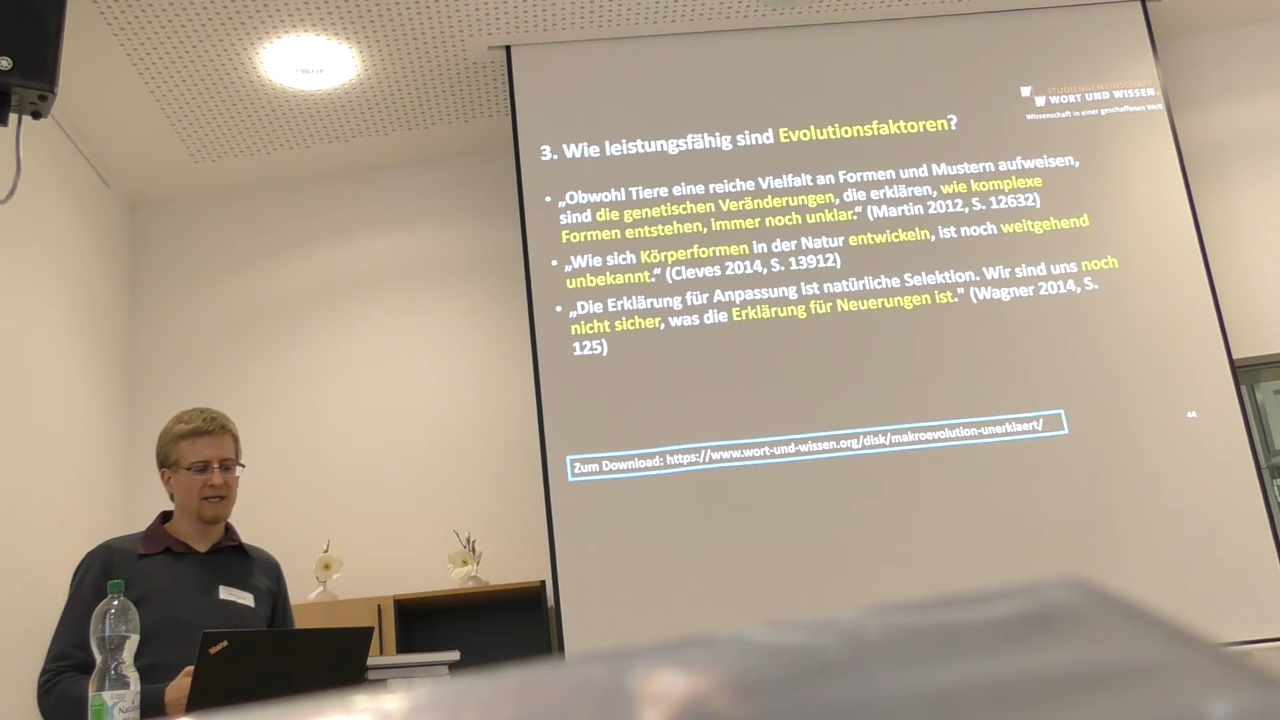 STUDIENGEMEINSCHAFT
WORT UND WISSEN.
Wissenschaft in einer geschaffenen Welt
3. Wie leistungsfähig sind Evolutionsfaktoren?
• „Obwohl Tiere eine reiche Vielfalt an Formen und Mustern aufweisen,
sind die genetischen Veränderungen, die erklären, wie komplexe
Formen entstehen, immer noch unklar.“ (Martin 2012, S. 12632)
• „Wie sich Körperformen in der Natur entwickeln, ist noch weitgehend
unbekannt.“ (Cleves 2014, S. 13912)
• „Die Erklärung für Anpassung ist natürliche Selektion. Wir sind uns noch
nicht sicher, was die Erklärung für Neuerungen ist." (Wagner 2014, S.
125)
44
Zum Download: https://www.wort-und-wissen.org/disk/makroevolution-unerklaert/
ThinkPad